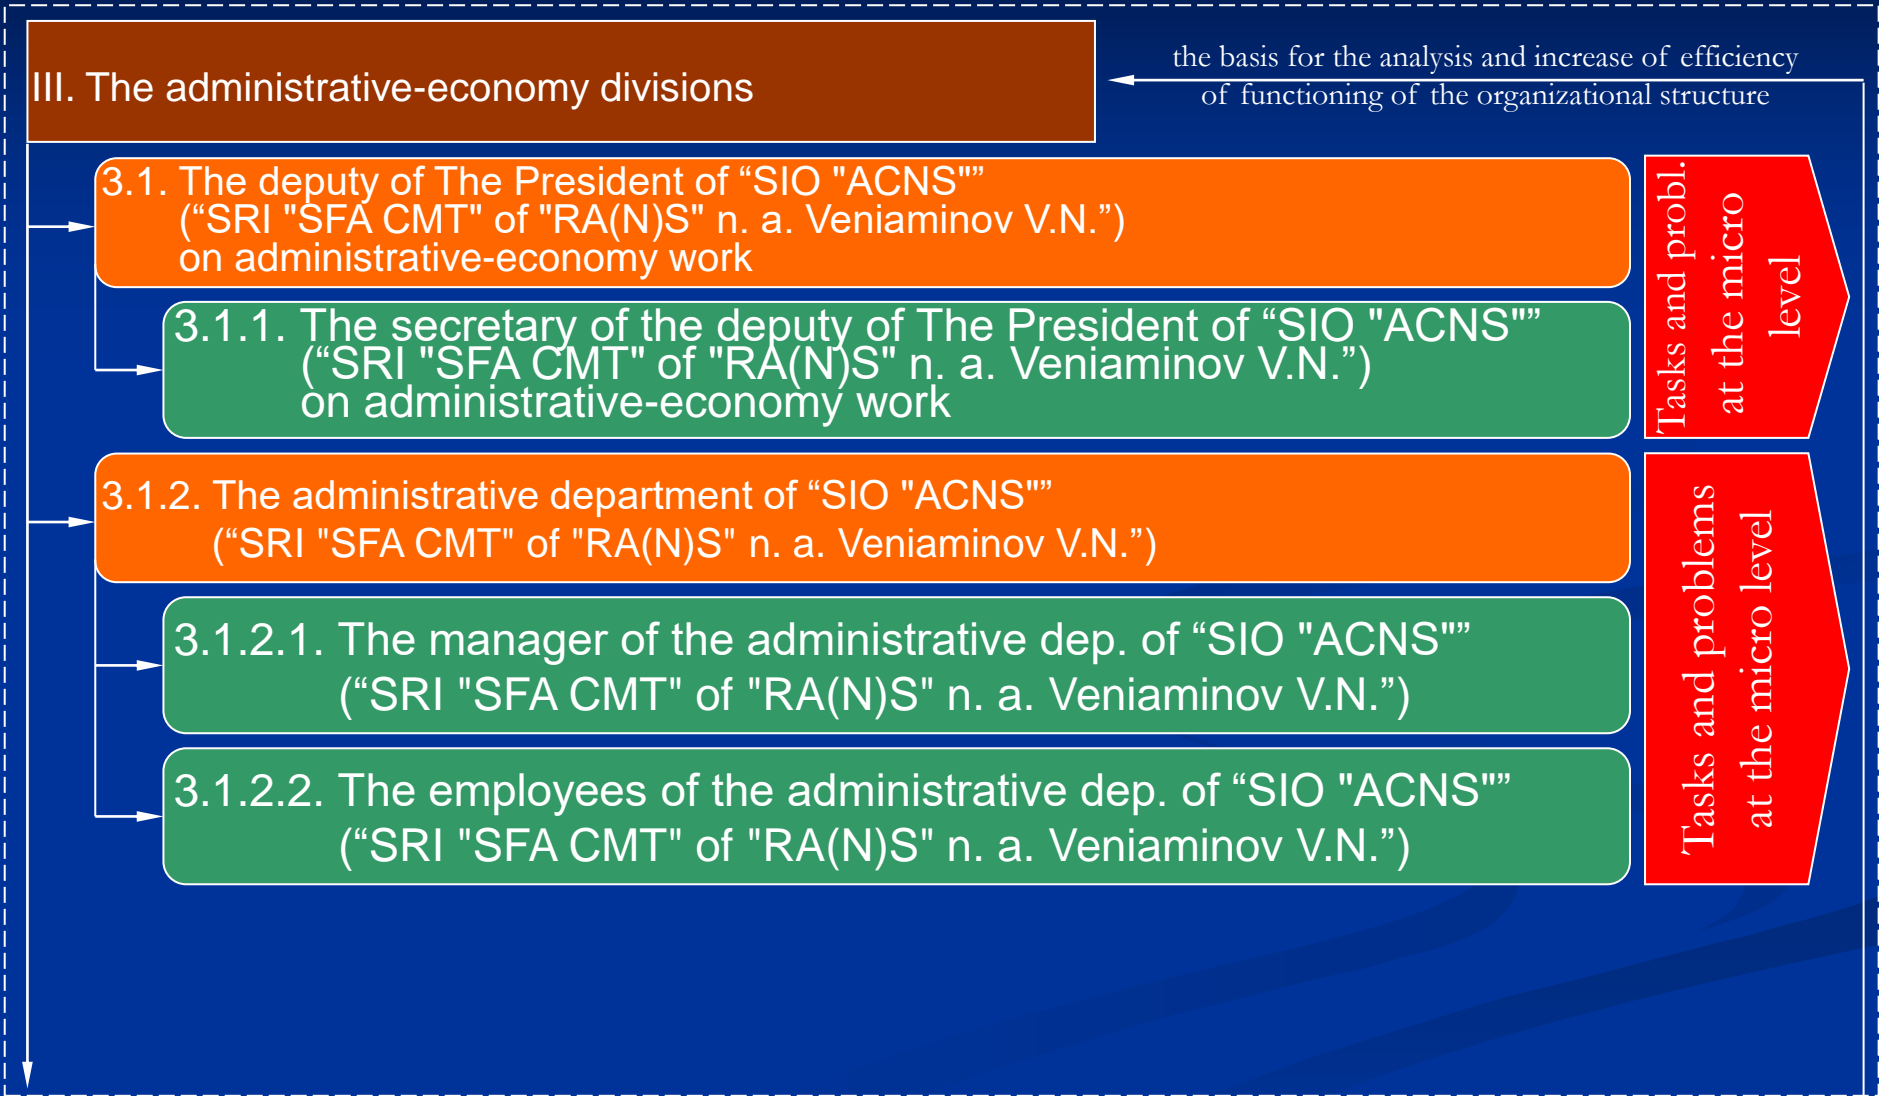 III. The administrative-economy divisions
the basis for the analysis and increase of efficiency
of functioning of the organizational structure
3.1. The deputy of The President of “SIO "ACNS"”
(“SRI "SFA CMT" of "RA(N)S" n. a. Veniaminov V.N.”)
on administrative-economy work
3.1.1. The secretary of the deputy of The President of “SIO "ACNS"”
(“SRI "SFA CMT" of "RA(N)S" n. a. Veniaminov V.N.”)
on administrative-economy work
Tasks and probl.
at the micro
level
3.1.2. The administrative department of “SIO "ACNS"”
(“SRI "SFA CMT" of "RA(N)S" n. a. Veniaminov V.N.”)
3.1.2.1. The manager of the administrative dep. of “SIO "ACNS"”
(“SRI "SFA CMT" of "RA(N)S" n. a. Veniaminov V.N.”)
3.1.2.2. The employees of the administrative dep. of “SIO "ACNS"”
(“SRI "SFA CMT" of "RA(N)S" n. a. Veniaminov V.N.”)
Tasks and problems
at the micro level